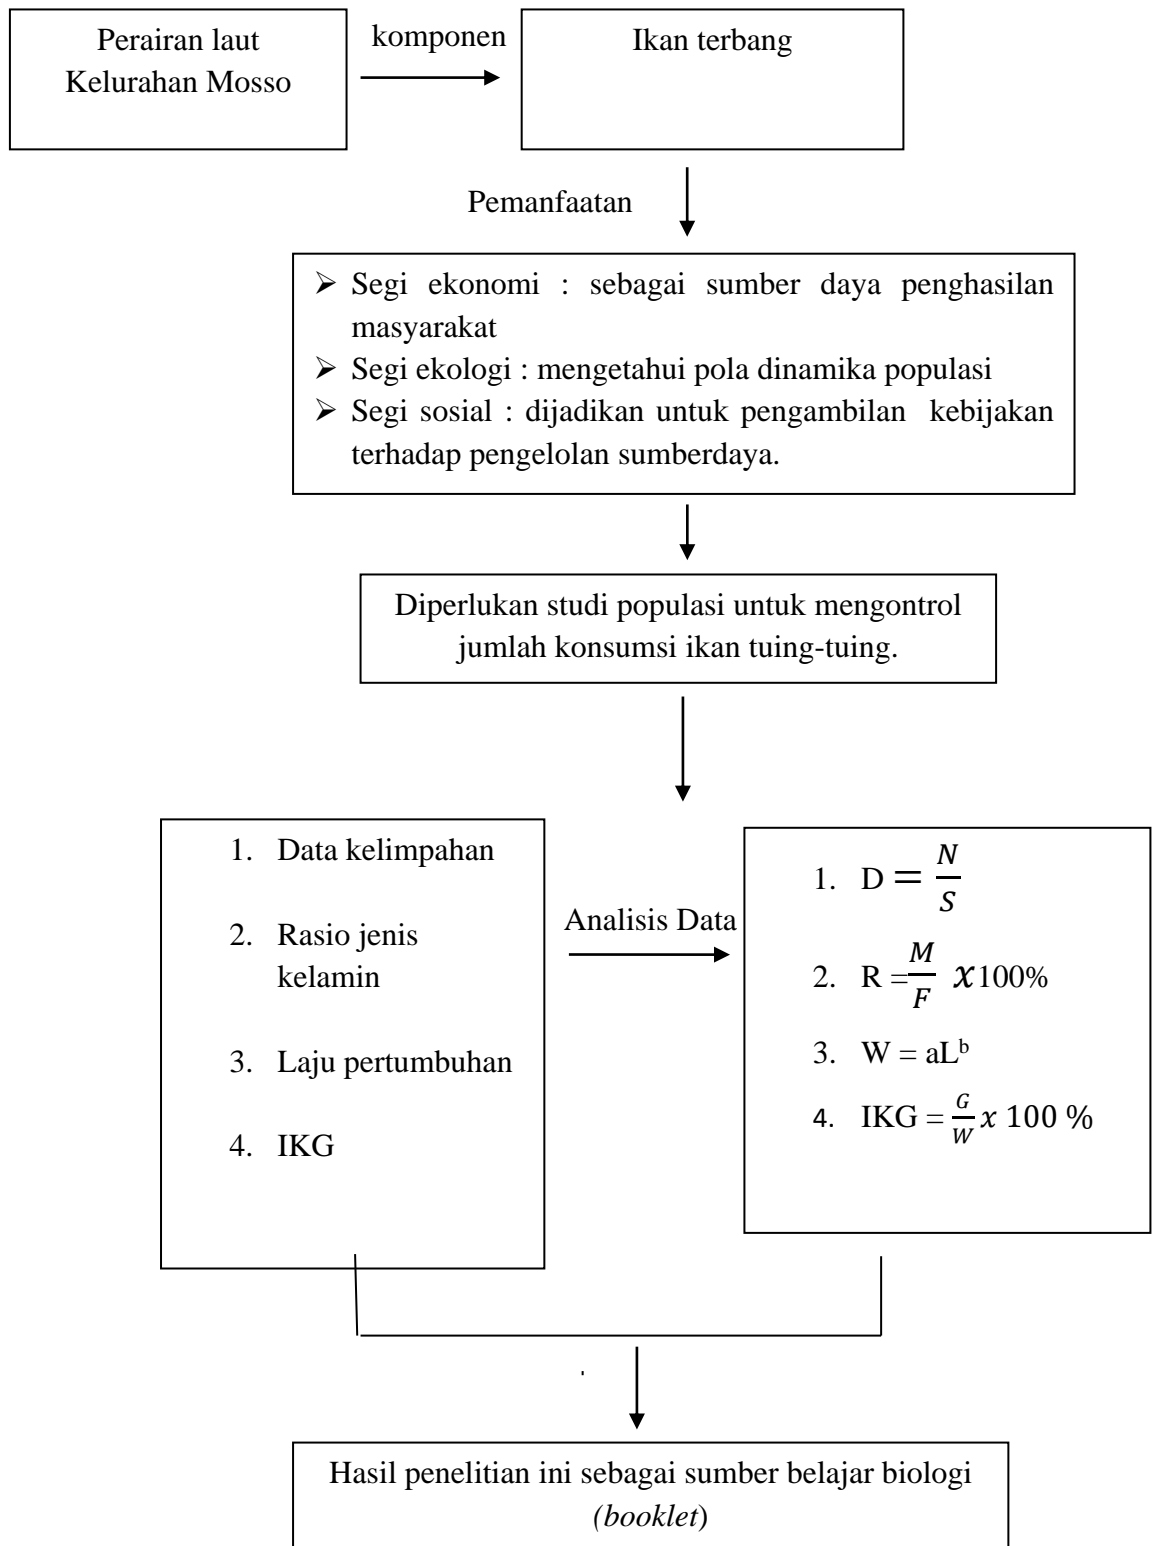 Perairan laut
Kelurahan Mosso
komponen
Ikan terbang
Pemanfaatan
➢ Segi ekonomi : sebagai sumber daya penghasilan
masyarakat
➢ Segi ekologi : mengetahui pola dinamika populasi
➢ Segi sosial : dijadikan untuk pengambilan kebijakan
terhadap pengelolan sumberdaya.
Diperlukan studi populasi untuk mengontrol
jumlah konsumsi ikan tuing-tuing.
1. Data kelimpahan
2. Rasio jenis
kelamin
3. Laju pertumbuhan
4. IKG
Analisis Data
1. D = N/S
2. R = M/F x100%
3. W = aLᵇ
4. IKG = G/W x 100 %
Hasil penelitian ini sebagai sumber belajar biologi
(booklet)